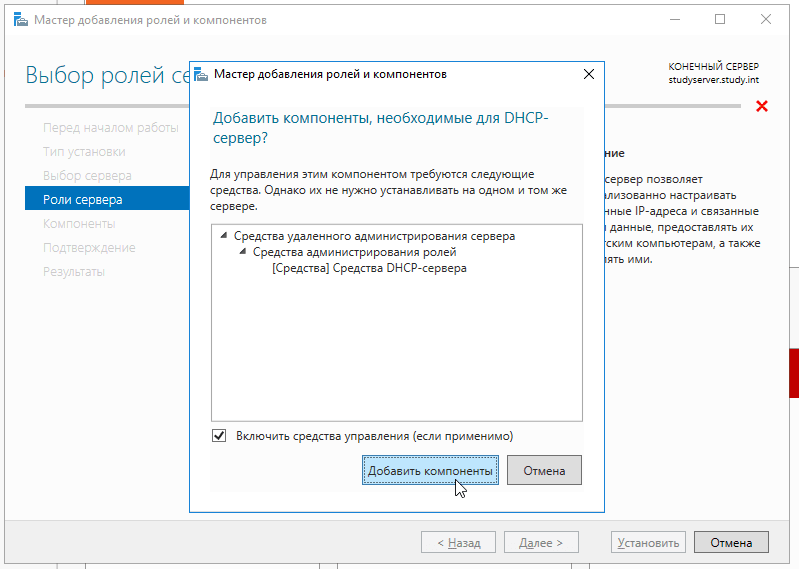 Мастер добавления ролей и компонентов
Выбор ролей се
КОНЕЧНЫЙ СЕРВЕР
studyserver.study.int
Перед началом работы
Тип установки
Выбор сервера
Роли сервера
Компоненты
Подтверждение
Результаты
Мастер добавления ролей и компонентов
Добавить компоненты, необходимые для DHCP-
сервер?
Для управления этим компонентом требуются следующие
средства. Однако их не нужно устанавливать на одном и том же
сервере.
Средства удаленного администрирования сервера
Средства администрирования ролей
[Средства] Средства DHCP-сервера
Включить средства управления (если применимо)
Добавить компоненты
Отмена
ние
сервер позволяет
ализованно настраивать
нные IP-адреса и связанные
и данные, предоставлять их
тским компьютерам, а также
лять ими.
< Назад
Далее >
Установить
Отмена